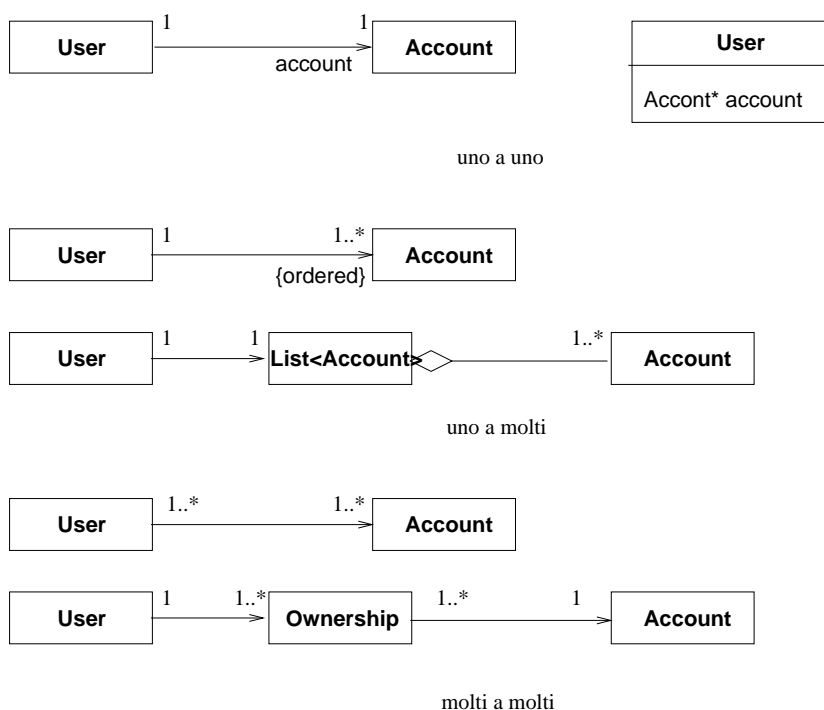 1 1
User Account User
account
Accont* account
uno a uno
1 1..*
User Account
{ordered}
1 1 1..*
User List<Account> Account
uno a molti
1..* 1..*
User Account
1 1..* 1..* 1
User Ownership Account
molti a molti